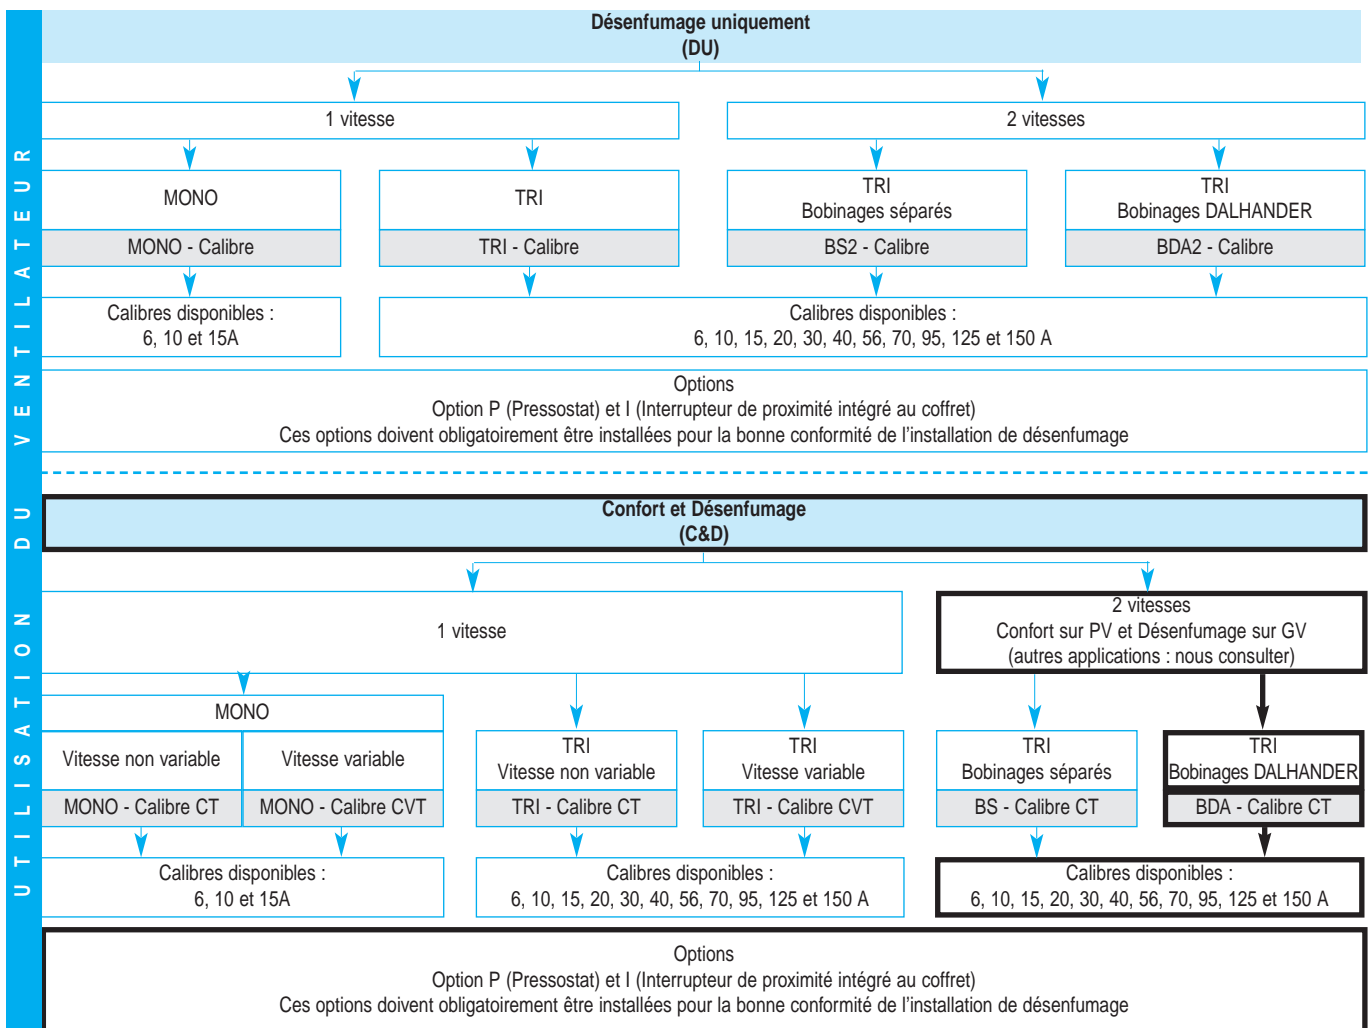 UTILISATION DU VENTILATEUR
Désenfumage uniquement
(DU)
1 vitesse
2 vitesses
MONO
TRI
TRI
Bobinages séparés
TRI
Bobinages DALHANDER
MONO - Calibre
TRI - Calibre
BS2 - Calibre
BDA2 - Calibre
Calibres disponibles :
6, 10 et 15A
Calibres disponibles :
6, 10, 15, 20, 30, 40, 56, 70, 95, 125 et 150 A
Options
Option P (Pressostat) et I (Interrupteur de proximité intégré au coffret)
Ces options doivent obligatoirement être installées pour la bonne conformité de l’installation de désenfumage
Confort et Désenfumage
(C&D)
1 vitesse
2 vitesses
Confort sur PV et Désenfumage sur GV
(autres applications : nous consulter)
MONO
Vitesse non variable
Vitesse variable
TRI
Vitesse non variable
TRI
Vitesse variable
TRI
Bobinages séparés
TRI
Bobinages DALHANDER
MONO - Calibre CT
MONO - Calibre CVT
TRI - Calibre CT
TRI - Calibre CVT
BS - Calibre CT
BDA - Calibre CT
Calibres disponibles :
6, 10 et 15A
Calibres disponibles :
6, 10, 15, 20, 30, 40, 56, 70, 95, 125 et 150 A
Calibres disponibles :
6, 10, 15, 20, 30, 40, 56, 70, 95, 125 et 150 A
Options
Option P (Pressostat) et I (Interrupteur de proximité intégré au coffret)
Ces options doivent obligatoirement être installées pour la bonne conformité de l’installation de désenfumage